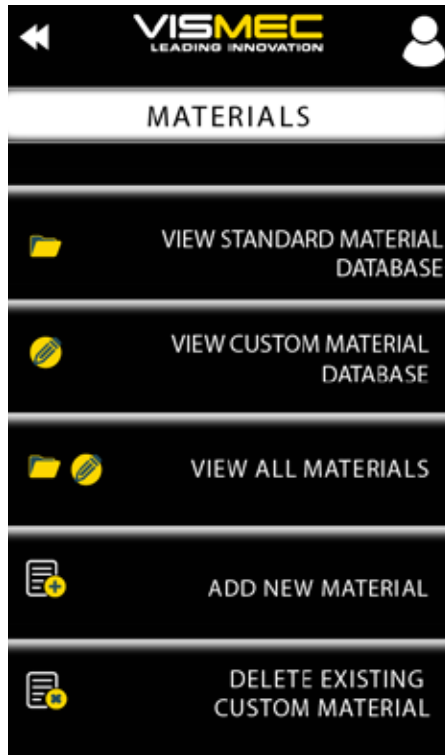 VISMEC
LEADING INNOVATION
MATERIALS
VIEW STANDARD MATERIAL
DATABASE
VIEW CUSTOM MATERIAL
DATABASE
VIEW ALL MATERIALS
ADD NEW MATERIAL
DELETE EXISTING
CUSTOM MATERIAL